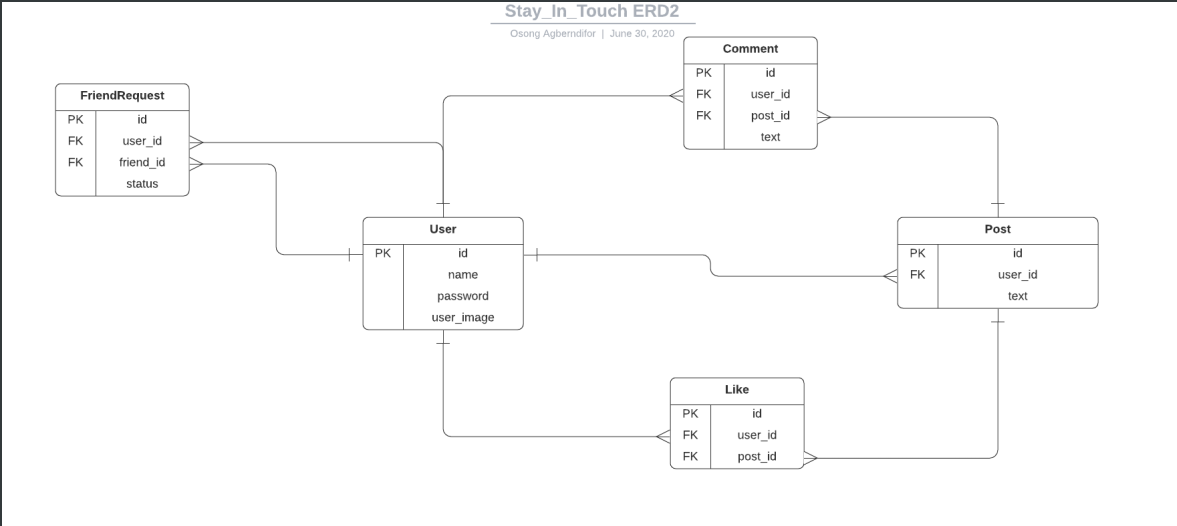 Stay_In_Touch ERD2
Osong Agberndifor | June 30, 2020
Comment
PK id
FK user_id
FK post_id
text
FriendRequest
PK id
FK user_id
FK friend_id
status
User
PK id
name
password
user_image
Post
PK id
FK user_id
text
Like
PK id
FK user_id
FK post_id